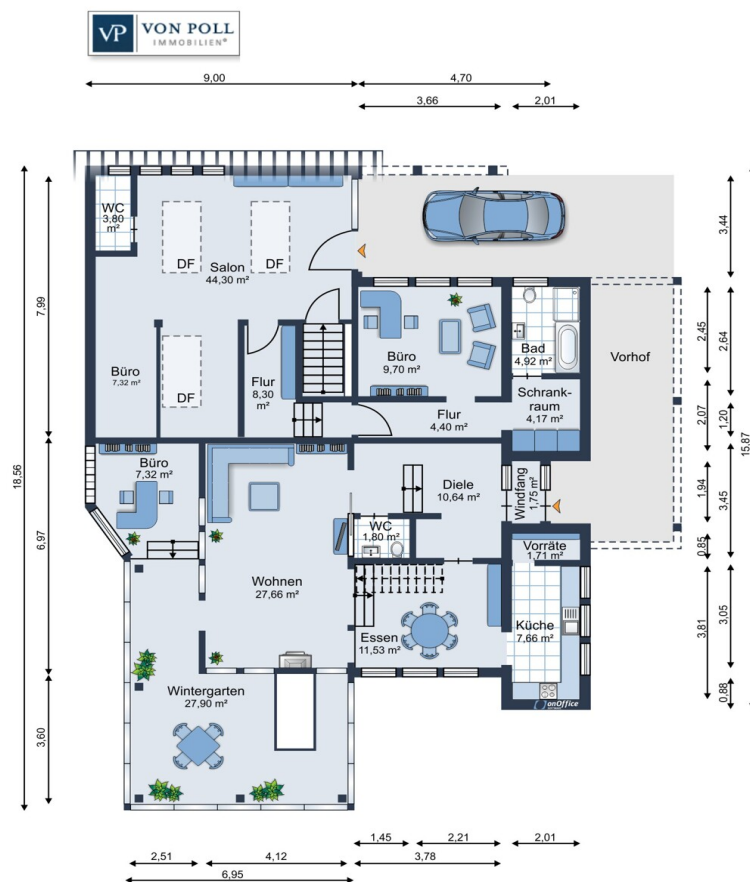 VP VON POLL
IMMOBILIEN®
9,00
4,70
3,66
2,01
WC
3,80
m²
DF
DF
Salon
44,30 m²
3,44
7,99
Büro
7,32 m²
DF
Flur
8,30
m²
Büro
9,70 m²
Bad
4,92 m²
Vorhof
2,45
2,64
Schrank-
raum
4,17 m²
Flur
4,40 m²
2,07
1,20
18,56
15,87
Büro
7,32 m²
Diele
10,64 m²
Windfang
1,75 m²
1,94
3,45
6,97
WC
1,80 m²
Vorräte
1,71 m²
0,85
Wohnen
27,66 m²
Essen
11,53 m²
Küche
7,66 m²
3,81
3,05
Wintergarten
27,90 m²
onOffice
0,88
3,60
1,45
2,21
2,01
2,51
4,12
3,78
6,95